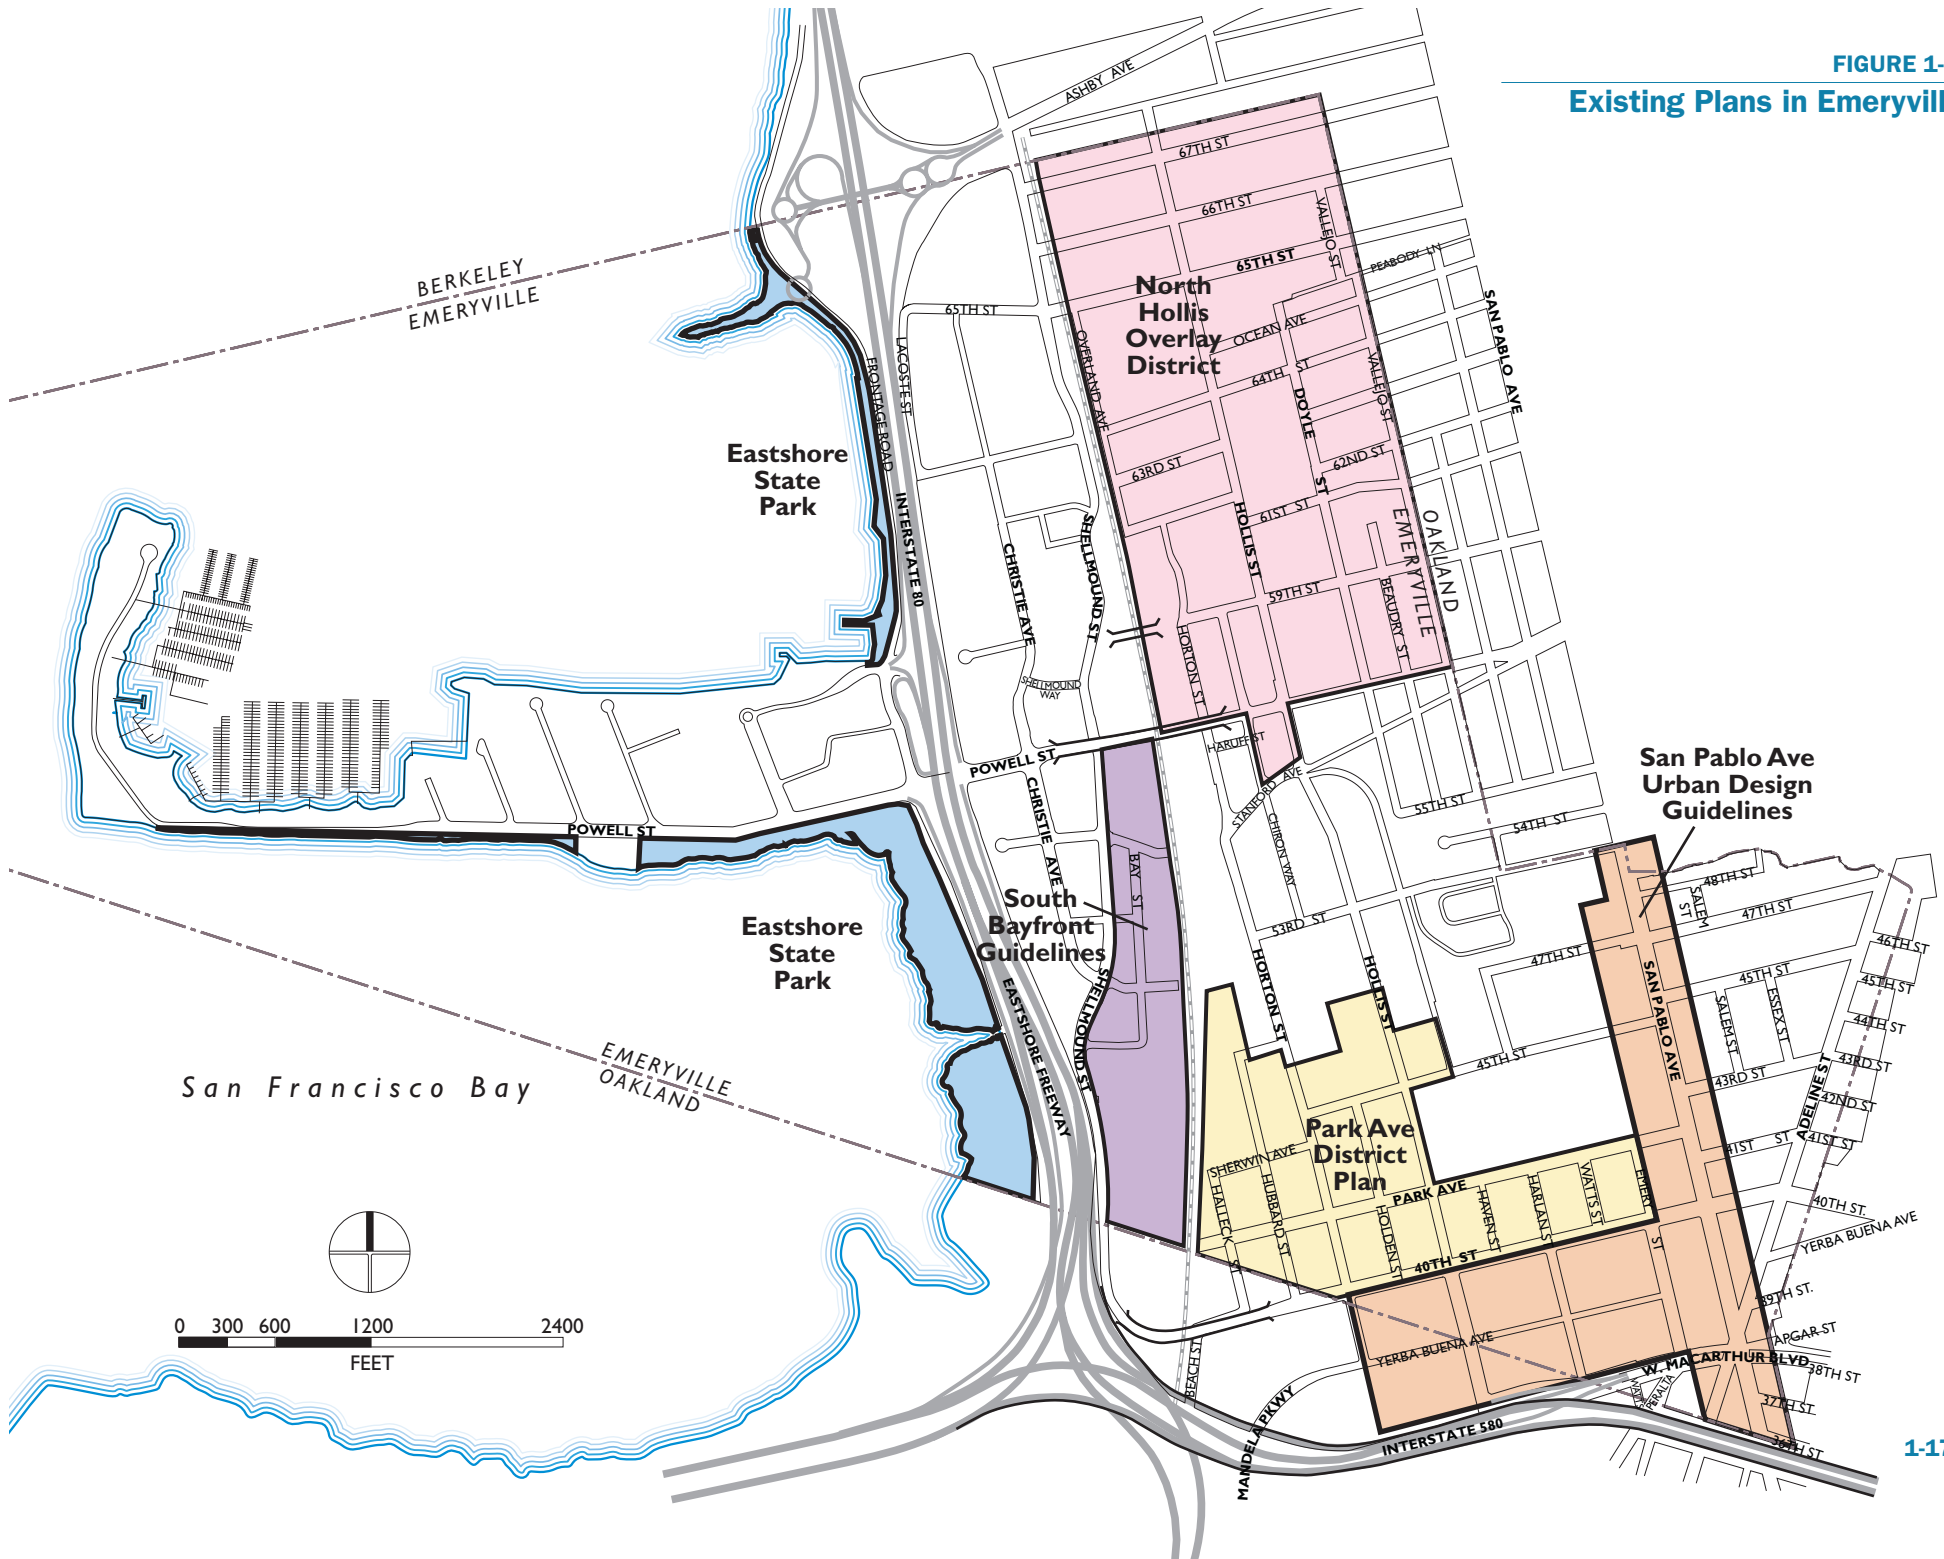 FIGURE 1-
Existing Plans in Emeryvill
ASHBY AVE
67TH ST
66TH ST
VALLEJO ST
65TH ST
PEABODY LN
BERKELEY
EMERYVILLE
North
Hollis
Overlay
District
SAN PABLO AVE
65TH ST
OCEAN AVE
OVERLAND AVE
LACOSTE ST
FRONTAGE ROAD
64TH ST
VALLEJO ST
DOYLE ST
Eastshore
State
Park
63RD ST
62ND ST
INTERSTATE 80
61ST ST
HOLLIS ST
SHELLMOUND ST
CHRISTIE AVE
OAKLAND
EMERYVILLE
59TH ST
BEAUDRY ST
HORTON ST
SHELLMOUND
WAY
HARUFF ST
POWELL ST
STANFORD AVE
San Pablo Ave
Urban Design
Guidelines
CHRISTIE AVE
55TH ST
54TH ST
CHIRON WAY
POWELL ST
BAY ST
48TH ST
SALEM
ST
47TH ST
South
Bayfront
Guidelines
53RD ST
Eastshore
State
Park
46TH ST
47TH ST
HORTON ST
HOLLIS ST
SAN PABLO AVE
45TH ST
45TH ST
SHELLMOUND ST
EASTSHORE FREEWAY
SALEM ST
ESSEX ST
44TH ST
EMERYVILLE
OAKLAND
45TH ST
43RD ST
43RD ST
San Francisco Bay
ADELINE ST
42ND ST
Park Ave
District
Plan
41ST ST
41ST ST
SHERWIN AVE
HALLECK ST
HUBBARD ST
PARK AVE
HOLDEN ST
HAVEN ST
HARLAN S
WATTS ST
EMERY ST
40TH ST.
YERBA BUENA AVE
40TH ST
39TH ST.
0 300 600 1200 2400
FEET
APGAR ST
YERBA BUENA AVE
W. MACARTHUR BLVD
38TH ST
BEACH ST
PERALTA
37TH ST.
MANDELA PKWY
INTERSTATE 580
36TH ST
1-17